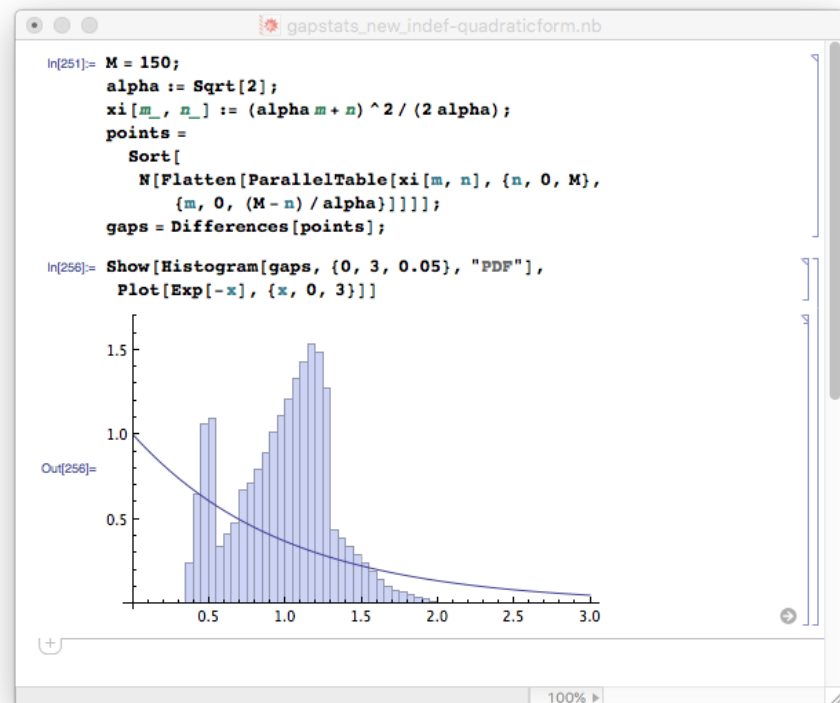 gapstats_new_indef-quadraticform.nb
In[251]:= M = 150;
alpha := Sqrt[2];
xi[m_, n_] := (alpha m + n)^2 / (2 alpha);
points =
Sort[
N[Flatten[ParallelTable[xi[m, n], {n, 0, M},
{m, 0, (M - n) / alpha}]]]];
gaps = Differences[points];
In[256]:= Show[Histogram[gaps, {0, 3, 0.05}, "PDF"],
Plot[Exp[-x], {x, 0, 3}]]
1.5
1.0
Out[256]=
0.5
0.5 1.0 1.5 2.0 2.5 3.0
100%